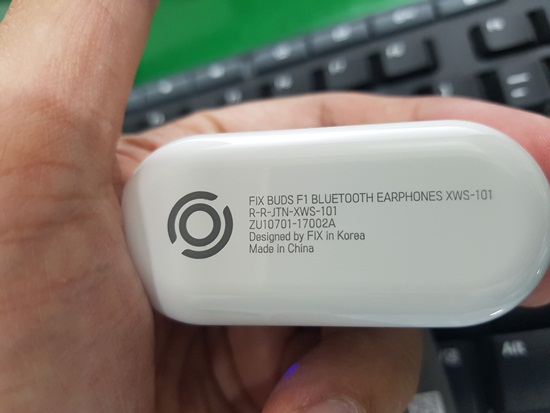 FIX BUDS F1 BLUETOOTH EARPHONES XWS-101
R-R-JTN-XWS-101
ZU10701-17002A
Designed by FIX in Korea
Made in China
Alt